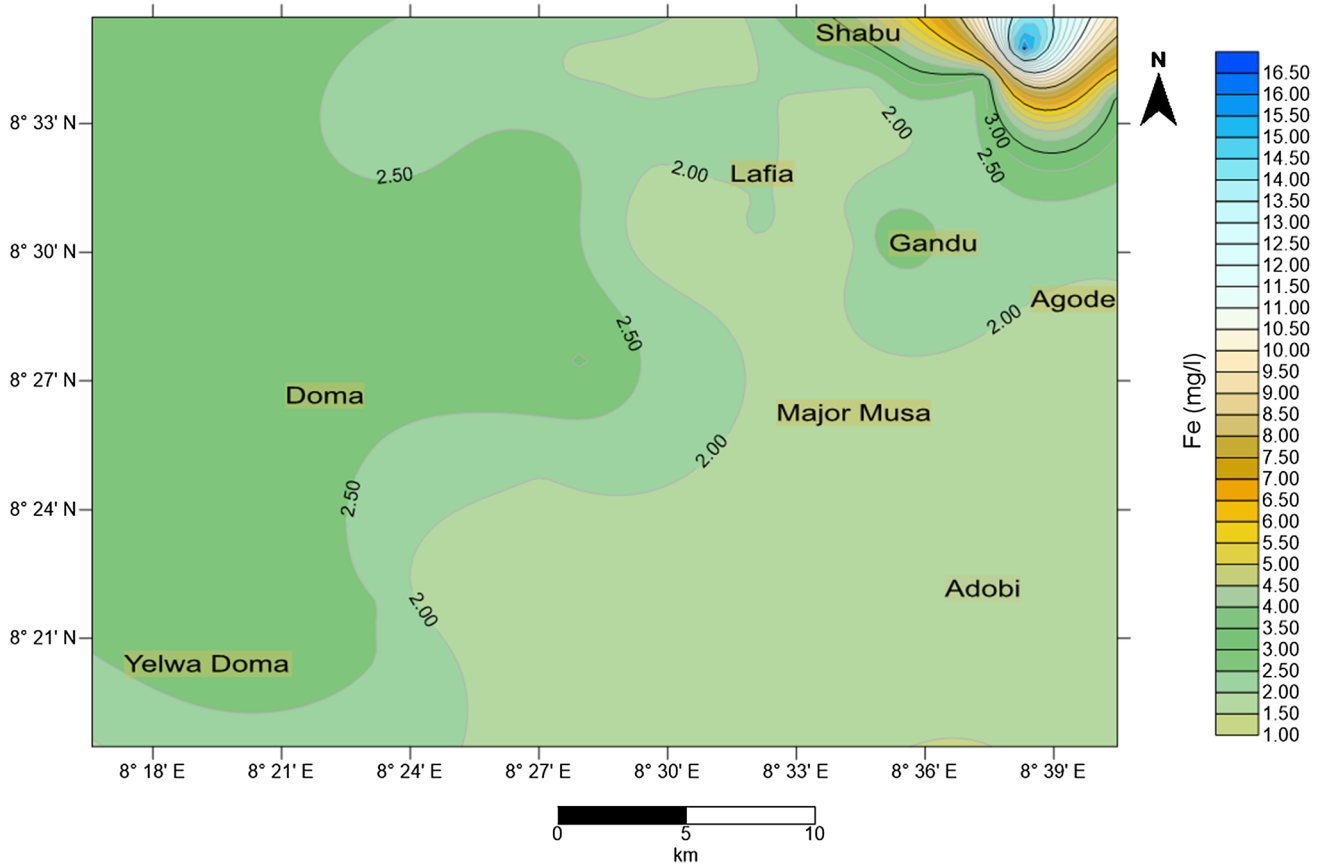 Shabu
N
8° 33' N
2.00
3.00
2.50
2.50
2.00
Lafia
Gandu
8° 30' N
Agode
2.00
2.50
8° 27' N
Doma
Major Musa
2.00
2.50
8° 24' N
Adobi
2.00
8° 21' N
Yelwa Doma
8° 18' E 8° 21' E 8° 24' E 8° 27' E 8° 30' E 8° 33' E 8° 36' E 8° 39' E
0 5 10
km
Fe (mg/l)
16.50
16.00
15.50
15.00
14.50
14.00
13.50
13.00
12.50
12.00
11.50
11.00
10.50
10.00
9.50
9.00
8.50
8.00
7.50
7.00
6.50
6.00
5.50
5.00
4.50
4.00
3.50
3.00
2.50
2.00
1.50
1.00